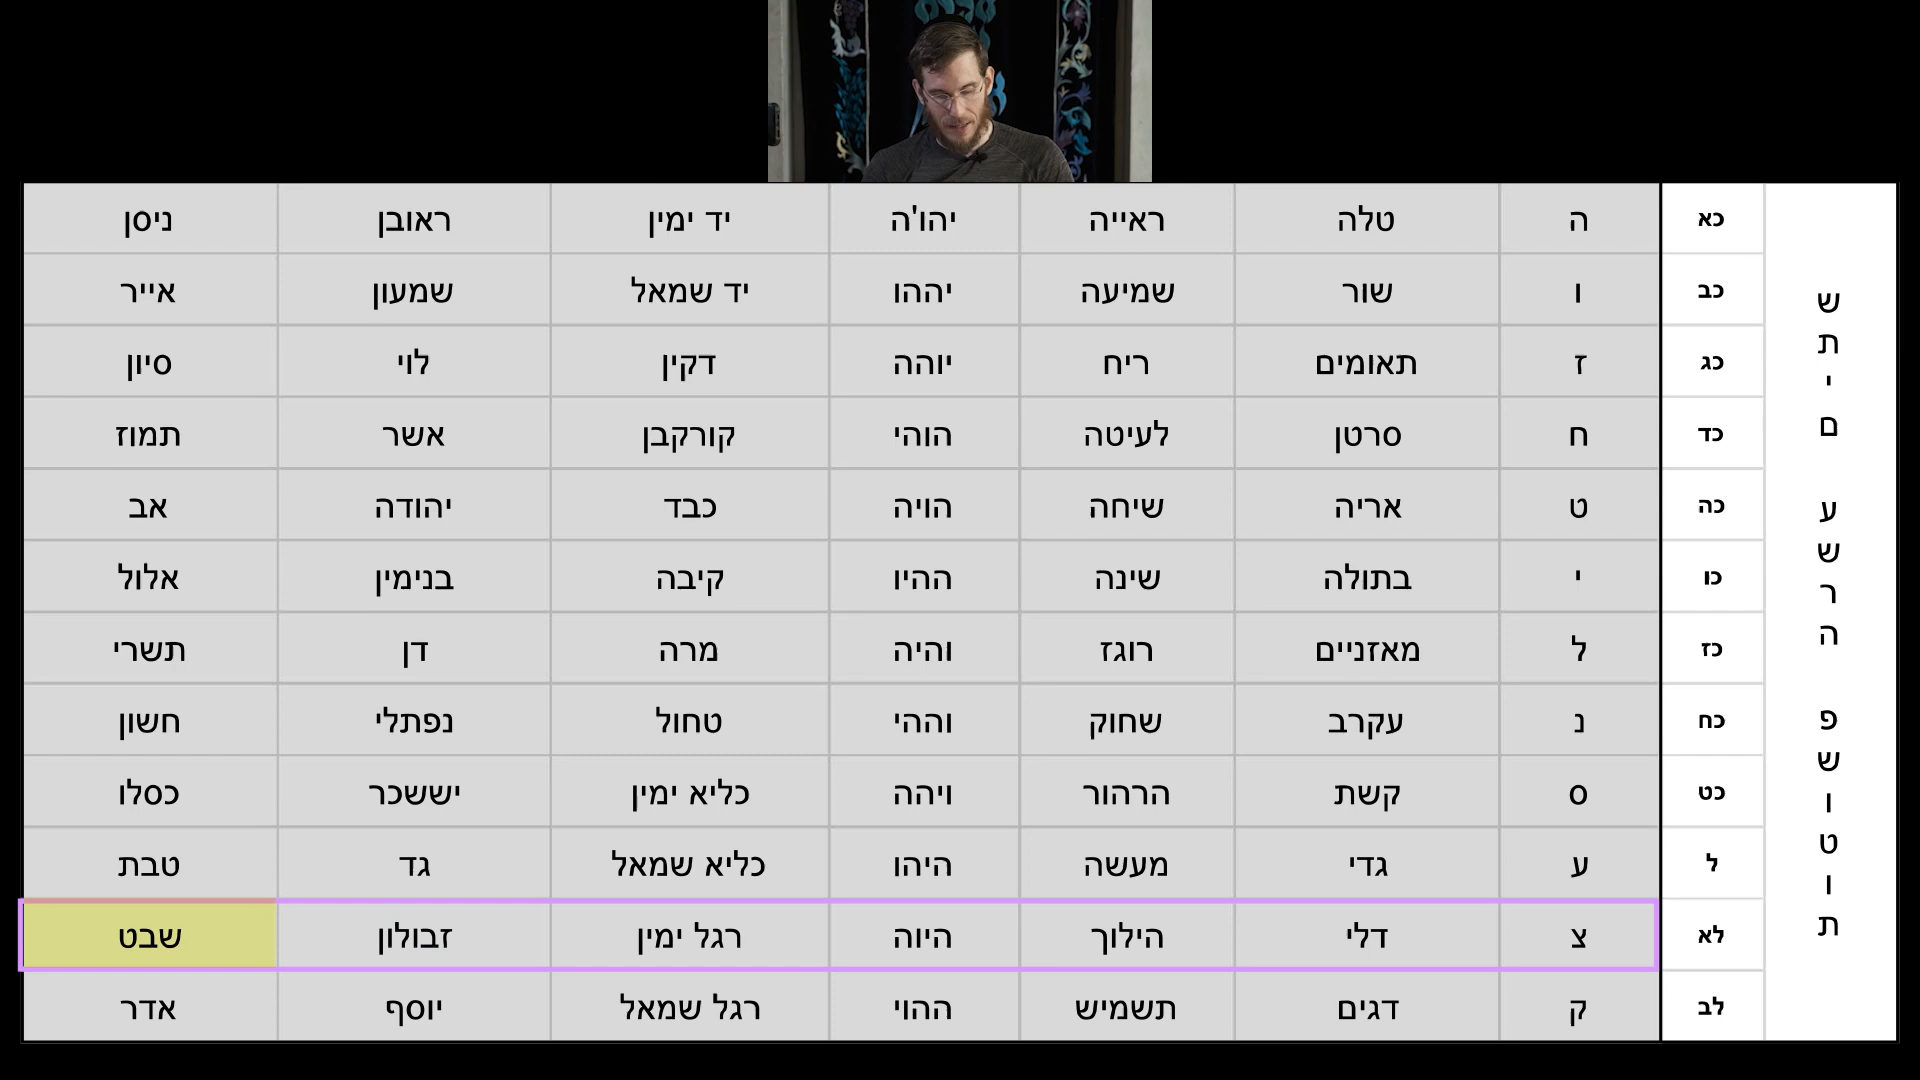 שתים עשרה פשוטות
כא ה טלה ראייה יהו'ה יד ימין ראובן ניסן
כב ו שור שמיעה יההו יד שמאל שמעון אייר
כג ז תאומים ריח יוהה דקין לוי סיון
כד ח סרטן לעיטה הוהי קורקבן אשר תמוז
כה ט אריה שיחה הויה כבד יהודה אב
כו י בתולה שינה ההיו קיבה בנימין אלול
כז ל מאזניים רוגז והיה מרה דן תשרי
כח נ עקרב שחוק וההי טחול נפתלי חשון
כט ס קשת הרהור ויהה כליא ימין יששכר כסלו
ל ע גדי מעשה היהו כליא שמאל גד טבת
לא צ דלי הילוך היוה רגל ימין זבולון שבט
לב ק דגים תשמיש ההוי רגל שמאל יוסף אדר